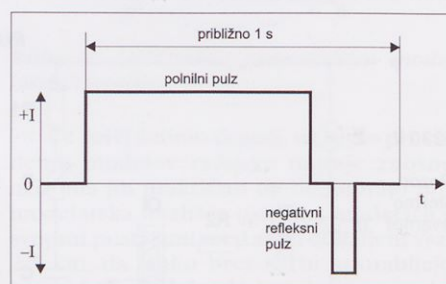 približno 1 s
polnilni pulz
+I
0
t
negativni
refleksni
pulz
–I